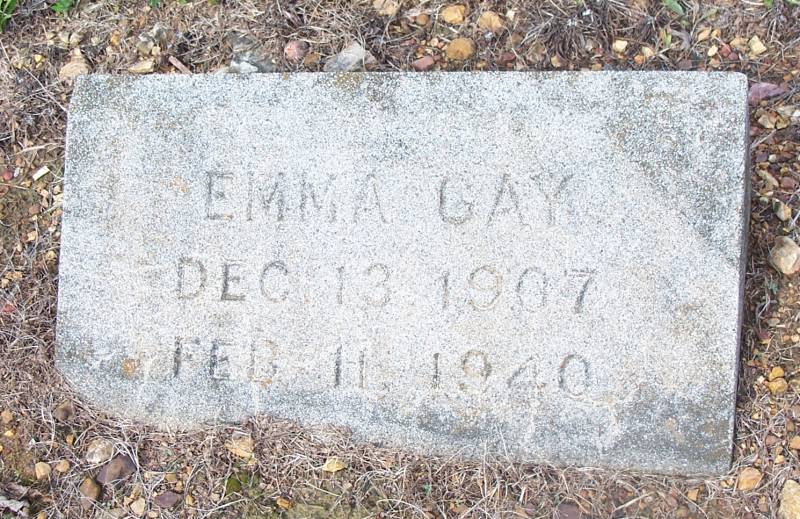 EMMA GAY
DEC. 13, 1907
FEB. 11, 1940